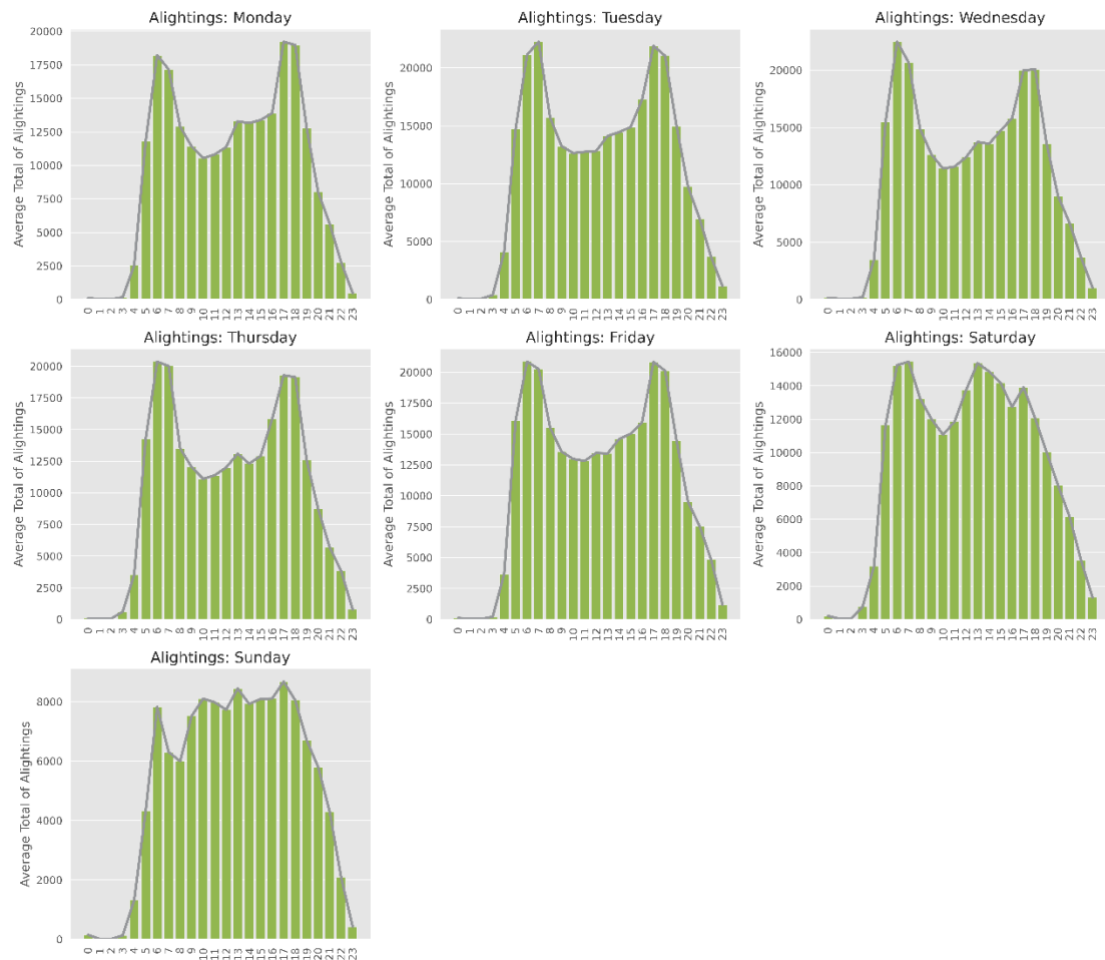 Alightings: Monday
Average Total of Alightings
20000
17500
15000
12500
10000
7500
5000
2500
0
0 1 2 3 4 5 6 7 8 9 10 11 12 13 14 15 16 17 18 19 20 21 22 23
Alightings: Tuesday
Average Total of Alightings
20000
15000
10000
5000
0
0 1 2 3 4 5 6 7 8 9 10 11 12 13 14 15 16 17 18 19 20 21 22 23
Alightings: Wednesday
Average Total of Alightings
20000
15000
10000
5000
0
0 1 2 3 4 5 6 7 8 9 10 11 12 13 14 15 16 17 18 19 20 21 22 23
Alightings: Thursday
Average Total of Alightings
20000
17500
15000
12500
10000
7500
5000
2500
0
0 1 2 3 4 5 6 7 8 9 10 11 12 13 14 15 16 17 18 19 20 21 22 23
Alightings: Friday
Average Total of Alightings
20000
17500
15000
12500
10000
7500
5000
2500
0
0 1 2 3 4 5 6 7 8 9 10 11 12 13 14 15 16 17 18 19 20 21 22 23
Alightings: Saturday
Average Total of Alightings
16000
14000
12000
10000
8000
6000
4000
2000
0
0 1 2 3 4 5 6 7 8 9 10 11 12 13 14 15 16 17 18 19 20 21 22 23
Alightings: Sunday
Average Total of Alightings
8000
6000
4000
2000
0
0 1 2 3 4 5 6 7 8 9 10 11 12 13 14 15 16 17 18 19 20 21 22 23